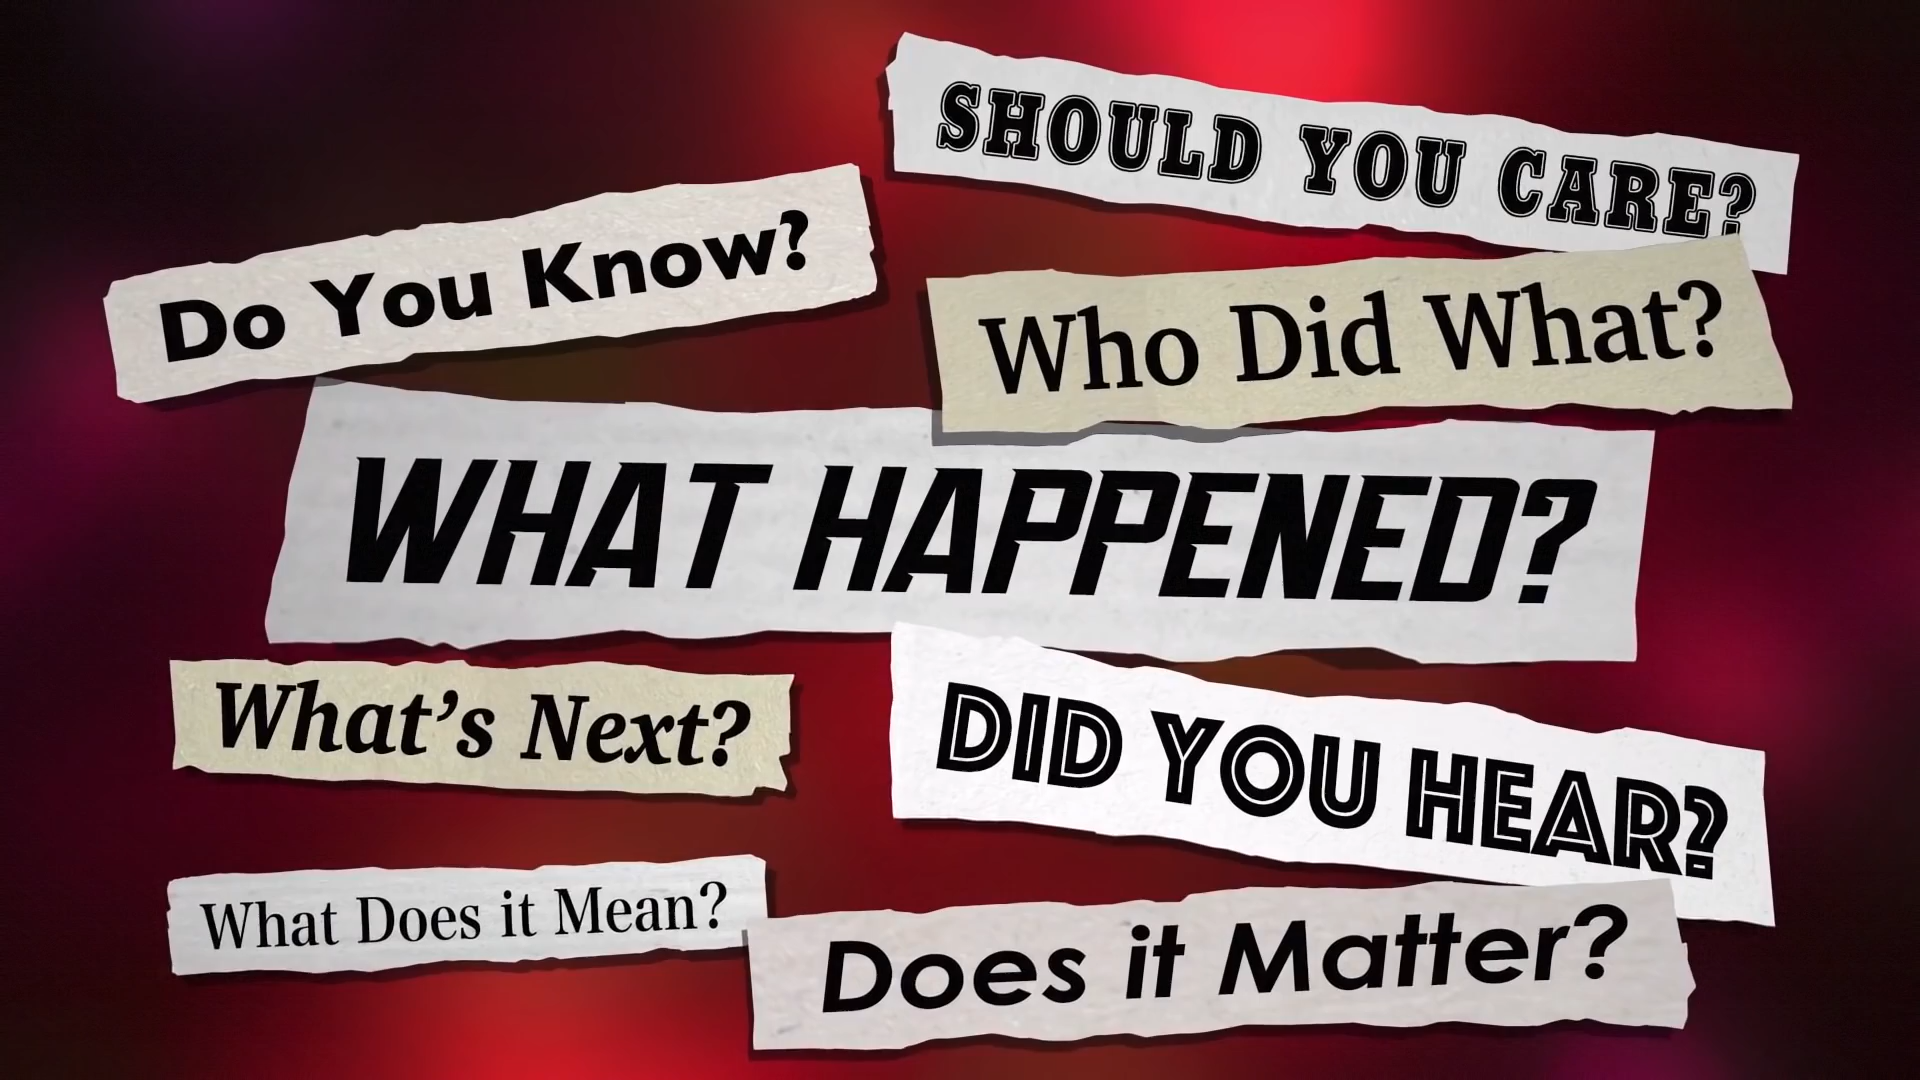 SHOULD YOU CARE?
Do You Know?
Who Did What?
WHAT HAPPENED?
What's Next?
DID YOU HEAR?
What Does it Mean?
Does it Matter?